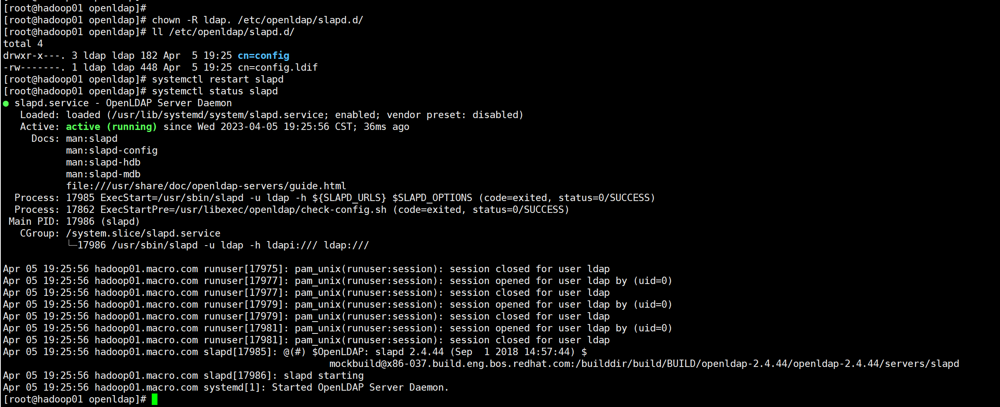 [root@hadoop01 openldap]#
[root@hadoop01 openldap]# chown -R ldap. /etc/openldap/slapd.d/
[root@hadoop01 openldap]# ll /etc/openldap/slapd.d/
total 4
drwxr-x---. 3 ldap ldap 182 Apr  5 19:25 cn=config
-rw-------. 1 ldap ldap 448 Apr  5 19:25 cn=config.ldif
[root@hadoop01 openldap]# systemctl restart slapd
[root@hadoop01 openldap]# systemctl status slapd
● slapd.service - OpenLDAP Server Daemon
   Loaded: loaded (/usr/lib/systemd/system/slapd.service; enabled; vendor preset: disabled)
   Active: active (running) since Wed 2023-04-05 19:25:56 CST; 36ms ago
     Docs: man:slapd
           man:slapd-config
           man:slapd-hdb
           man:slapd-mdb
           file:///usr/share/doc/openldap-servers/guide.html
  Process: 17985 ExecStart=/usr/sbin/slapd -u ldap -h ${SLAPD_URLS} $SLAPD_OPTIONS (code=exited, status=0/SUCCESS)
  Process: 17862 ExecStartPre=/usr/libexec/openldap/check-config.sh (code=exited, status=0/SUCCESS)
 Main PID: 17986 (slapd)
   CGroup: /system.slice/slapd.service
           └─17986 /usr/sbin/slapd -u ldap -h ldapi:/// ldap:///

Apr 05 19:25:56 hadoop01.macro.com runuser[17975]: pam_unix(runuser:session): session closed for user ldap
Apr 05 19:25:56 hadoop01.macro.com runuser[17977]: pam_unix(runuser:session): session opened for user ldap by (uid=0)
Apr 05 19:25:56 hadoop01.macro.com runuser[17977]: pam_unix(runuser:session): session closed for user ldap
Apr 05 19:25:56 hadoop01.macro.com runuser[17979]: pam_unix(runuser:session): session opened for user ldap by (uid=0)
Apr 05 19:25:56 hadoop01.macro.com runuser[17979]: pam_unix(runuser:session): session closed for user ldap
Apr 05 19:25:56 hadoop01.macro.com runuser[17981]: pam_unix(runuser:session): session opened for user ldap by (uid=0)
Apr 05 19:25:56 hadoop01.macro.com runuser[17981]: pam_unix(runuser:session): session closed for user ldap
Apr 05 19:25:56 hadoop01.macro.com slapd[17985]: @(#) $OpenLDAP: slapd 2.4.44 (Sep  1 2018 14:57:44) $
                                                         mockbuild@x86-037.build.eng.bos.redhat.com:/builddir/build/BUILD/openldap-2.4.44/openldap-2.4.44/servers/slapd
Apr 05 19:25:56 hadoop01.macro.com slapd[17986]: slapd starting
Apr 05 19:25:56 hadoop01.macro.com systemd[1]: Started OpenLDAP Server Daemon.
[root@hadoop01 openldap]#